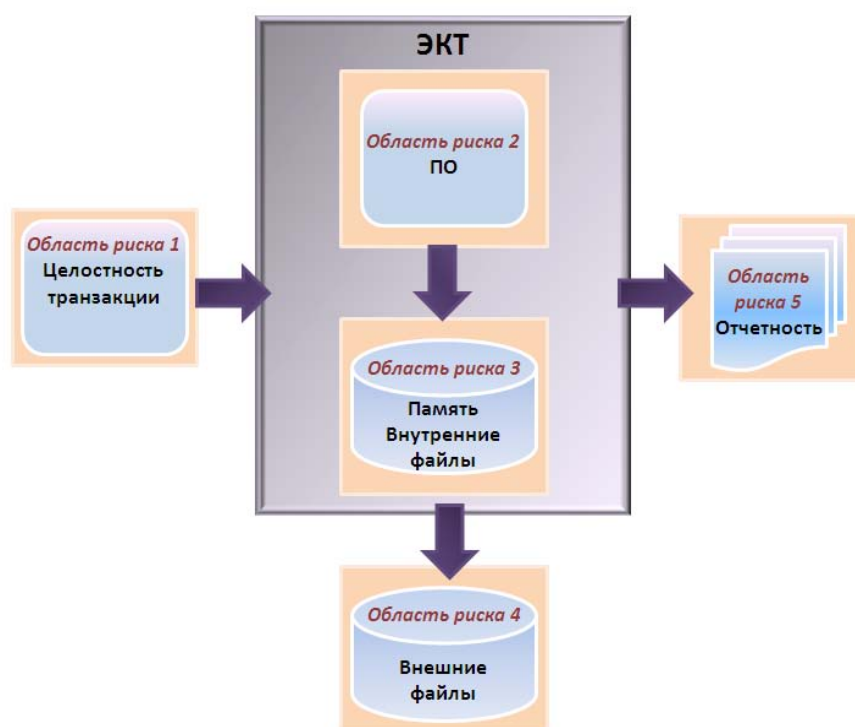 ЭКТ
Область риска 2
ПО
Область риска 1
Целостность
транзакции
Область
риска 5
Отчетность
Область риска 3
Память
Внутренние
файлы
Область риска 4
Внешние
файлы